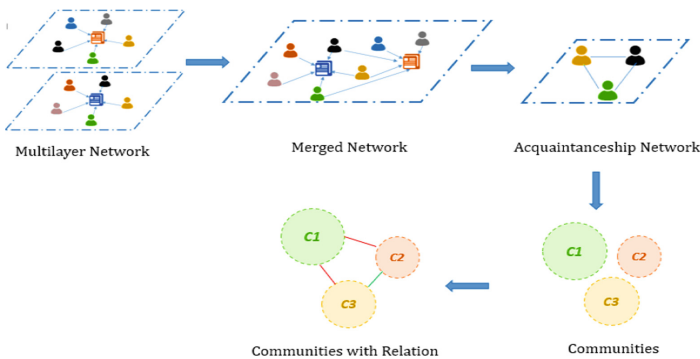 Multilayer Network
Merged Network
Acquaintanceship Network
C1
C2
C3
Communities with Relation
C1
C2
C3
Communities